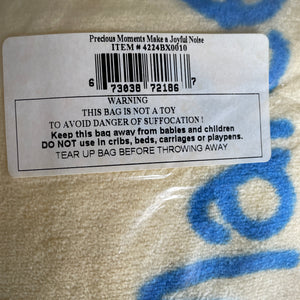 Precious Moments Make a Joyful Noise
ITEM # 4224BX0010
6 73038 72186 7
WARNING
THIS BAG IS NOT A TOY
TO AVOID DANGER OF SUFFOCATION !
Keep this bag away from babies and children
DO NOT use in cribs, beds, carriages or playpens.
TEAR UP BAG BEFORE THROWING AWAY